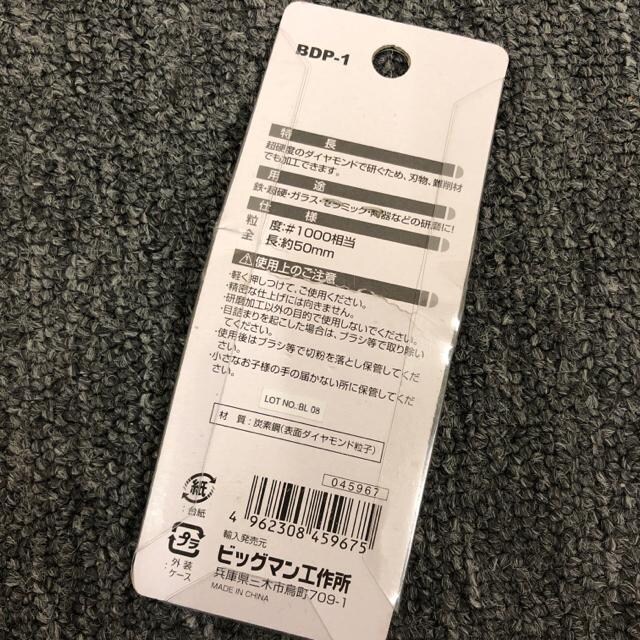 BDP-1
特長
超硬度のダイヤモンドで研ぐため、刃物、難削材
でも加工できます。
用途
鉄・超硬・ガラス・セラミック・陶器などの研磨に!
仕様
粒度:#1000相当
全長:約50mm
⚠使用上のご注意
・軽く押しつけて、ご使用ください。
・精密な仕上げには向きません。
・研磨加工以外の目的で使用しないでください。
・目詰まりを起こした場合は、ブラシ等で取り除い
てください。
・使用後はブラシ等で切粉を落とし保管してくだ
さい。
・小さなお子様の手の届かない所に保管してくだ
さい。
LOT NO.:BL 08
材質:炭素鋼(表面ダイヤモンド粒子)
045967
紙
:台紙
プラ
:外装
ケース
4 962308 459675
輸入発売元
ビッグマン工作所
兵庫県三木市鳥町709-1
MADE IN CHINA